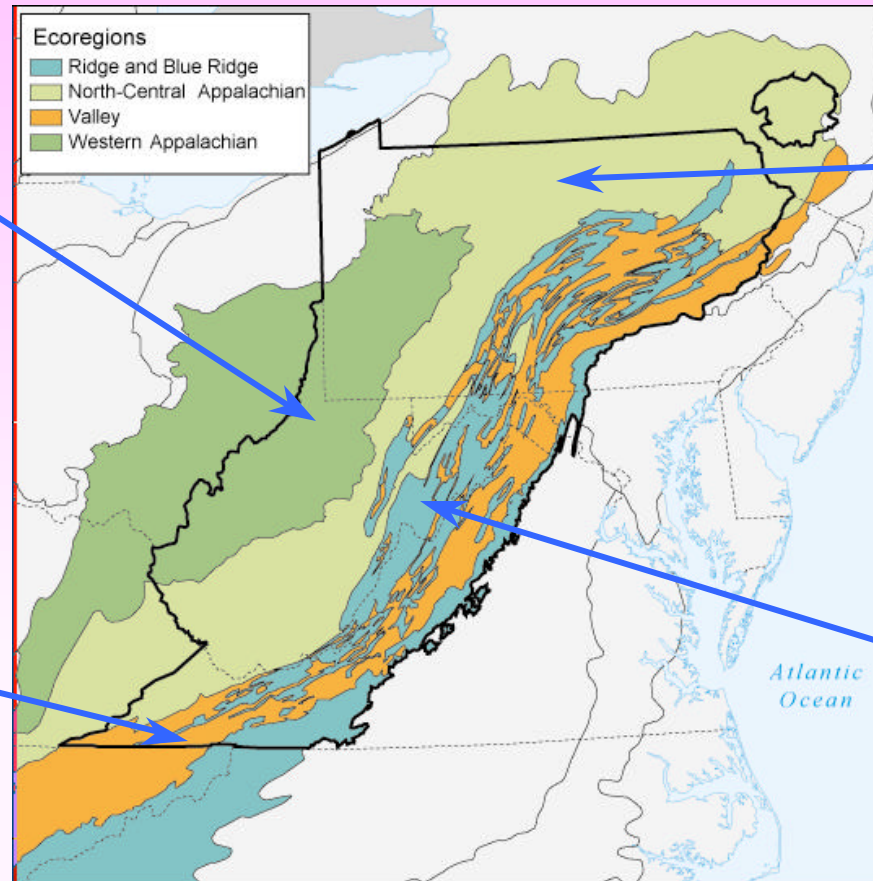 Ecoregions
Ridge and Blue Ridge
North-Central Appalachian
Valley
Western Appalachian
Atlantic
Ocean